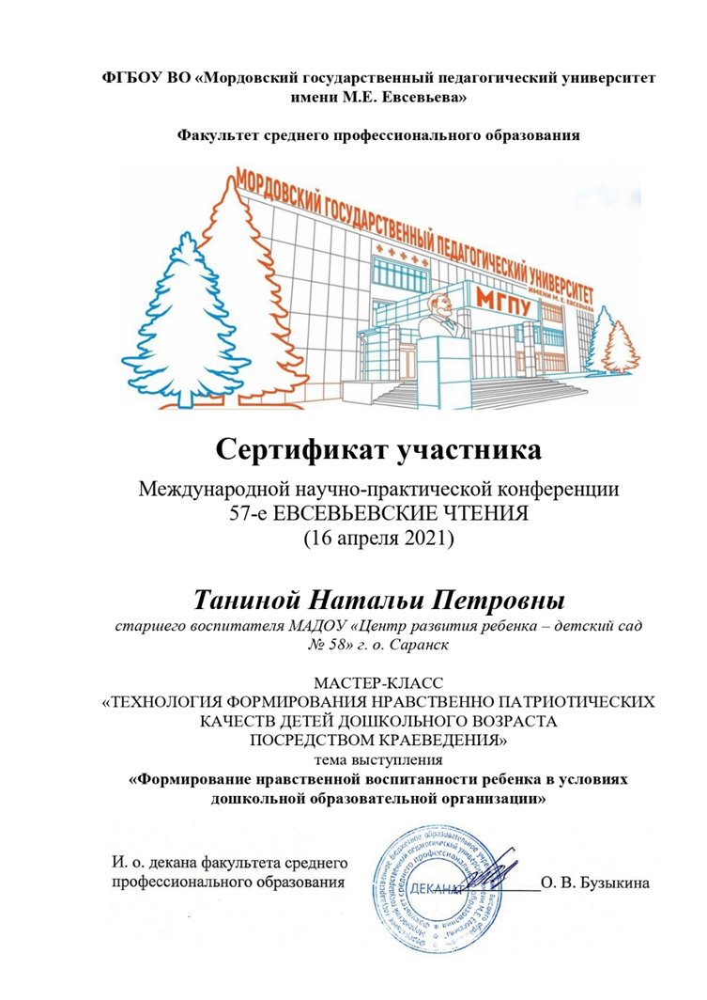 ФГБОУ ВО «Мордовский государственный педагогический университет
имени М.Е. Евсевьева»
Факультет среднего профессионального образования
МОРДОВСКИЙ ГОСУДАРСТВЕННЫЙ ПЕДАГОГИЧЕСКИЙ УНИВЕРСИТЕТ
ИМЕНИ М. Е. ЕВСЕВЬЕВА
МГПУ
Сертификат участника
Международной научно-практической конференции
57-е ЕВСЕВЬЕВСКИЕ ЧТЕНИЯ
(16 апреля 2021)
Таниной Натальи Петровны
старшего воспитателя МАДОУ «Центр развития ребенка – детский сад
№ 58» г. о. Саранск
МАСТЕР-КЛАСС
«ТЕХНОЛОГИЯ ФОРМИРОВАНИЯ НРАВСТВЕННО ПАТРИОТИЧЕСКИХ
КАЧЕСТВ ДЕТЕЙ ДОШКОЛЬНОГО ВОЗРАСТА
ПОСРЕДСТВОМ КРАЕВЕДЕНИЯ»
тема выступления
«Формирование нравственной воспитанности ребенка в условиях
дошкольной образовательной организации»
И. о. декана факультета среднего
профессионального образования
ДЕКАНАТ
О. В. Бузыкина